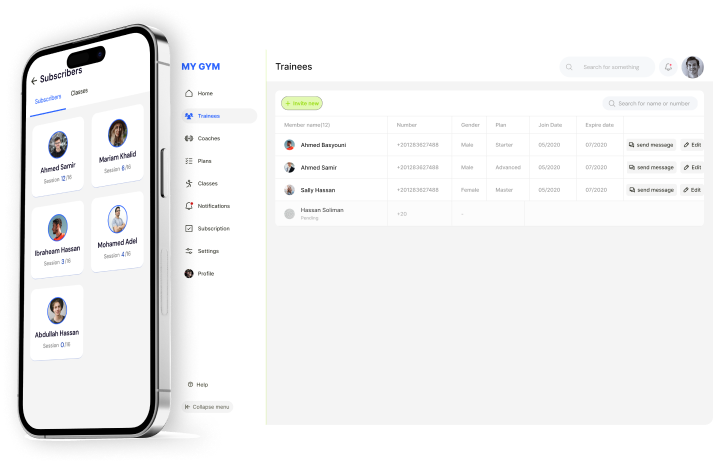 Subscribers
Subscribers
Classes
Ahmed Samir
Session 12/16
Mariam Khalid
Session 6/16
Ibraheam Hassan
Session 3/16
Mohamed Adel
Session 4/16
Abdullah Hassan
Session 0/16
MY GYM
Home
Trainees
Coaches
Plans
Classes
Notifications
Subscription
Settings
Profile
Help
Collapse menu
Trainees
Search for something
+ Invite new
Search for name or number
Member name(12) Number Gender Plan Join Date Expire date
Ahmed Basyouni +201283627488 Male Starter 05/2020 07/2020 send message Edit
Ahmed Samir +201283627488 Male Advanced 05/2020 07/2020 send message Edit
Sally Hassan +201283627488 Female Master 05/2020 07/2020 send message Edit
Hassan Soliman +20 -
Pending